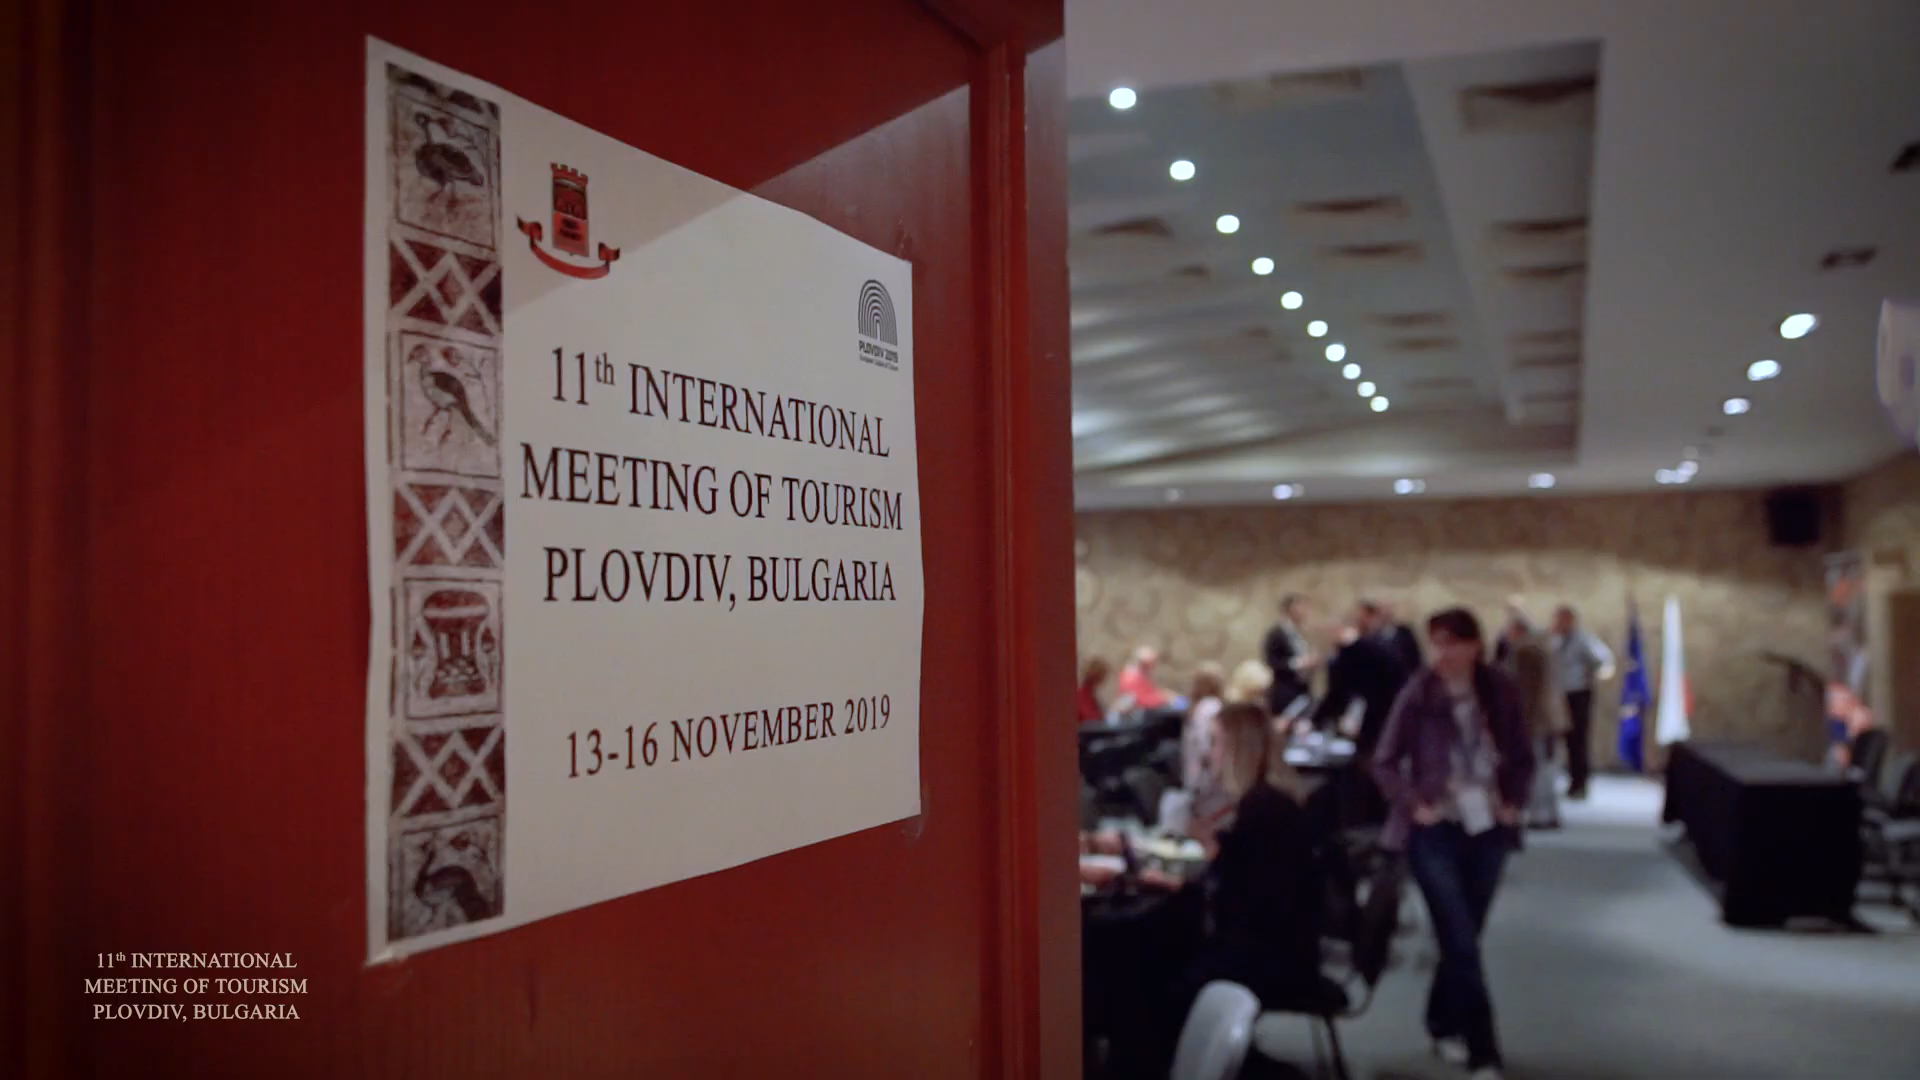 PLOVDIV 2019
11th INTERNATIONAL
MEETING OF TOURISM
PLOVDIV, BULGARIA
13-16 NOVEMBER 2019
11th INTERNATIONAL
MEETING OF TOURISM
PLOVDIV, BULGARIA